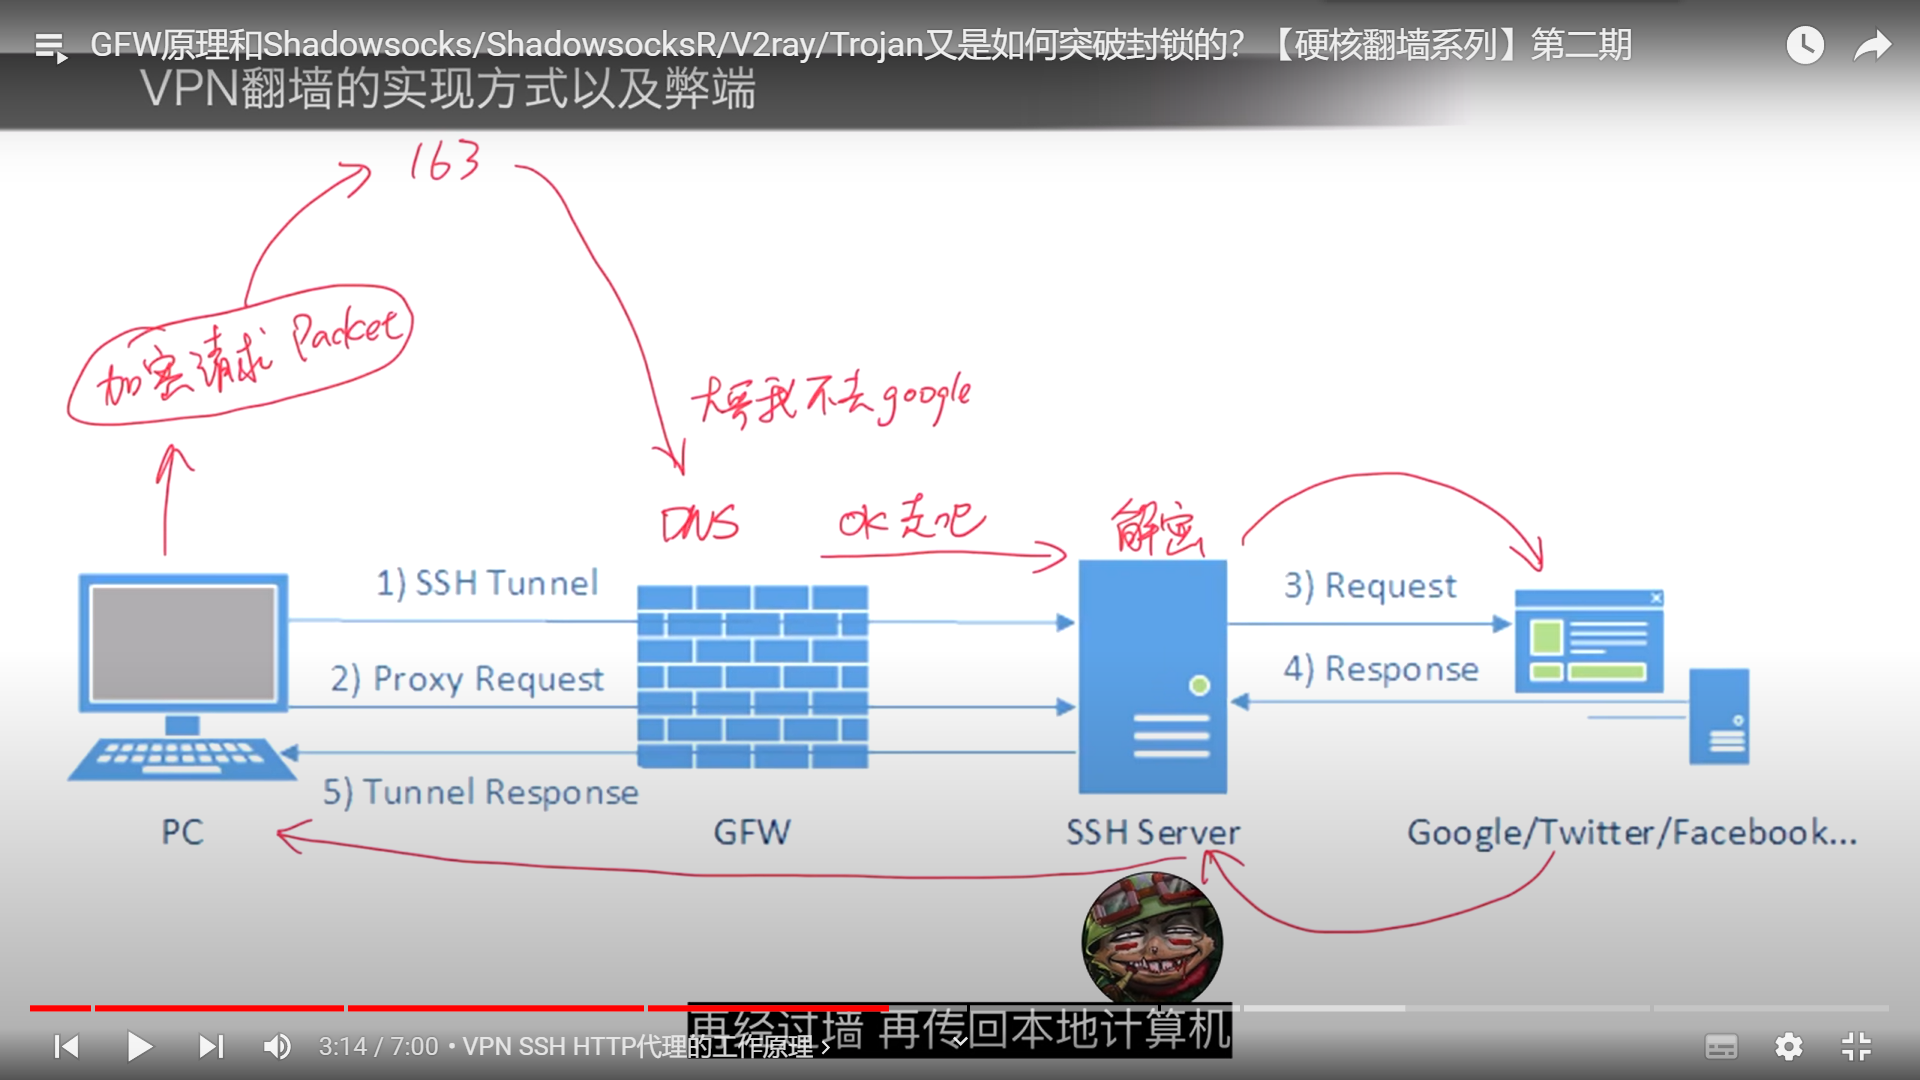 GFW原理和Shadowsocks/ShadowsocksR/V2ray/Trojan又是如何突破封锁的？【硬核翻墙系列】第二期
VPN翻墙的实现方式以及弊端
163
加密请求 Packet
大哥我不去google
DNS
OK 走吧
解密
1) SSH Tunnel
3) Request
2) Proxy Request
4) Response
5) Tunnel Response
PC
GFW
SSH Server
Google/Twitter/Facebook...
再经过墙 再传回本地计算机
3:14 / 7:00 • VPN SSH HTTP代理的工作原理 ›